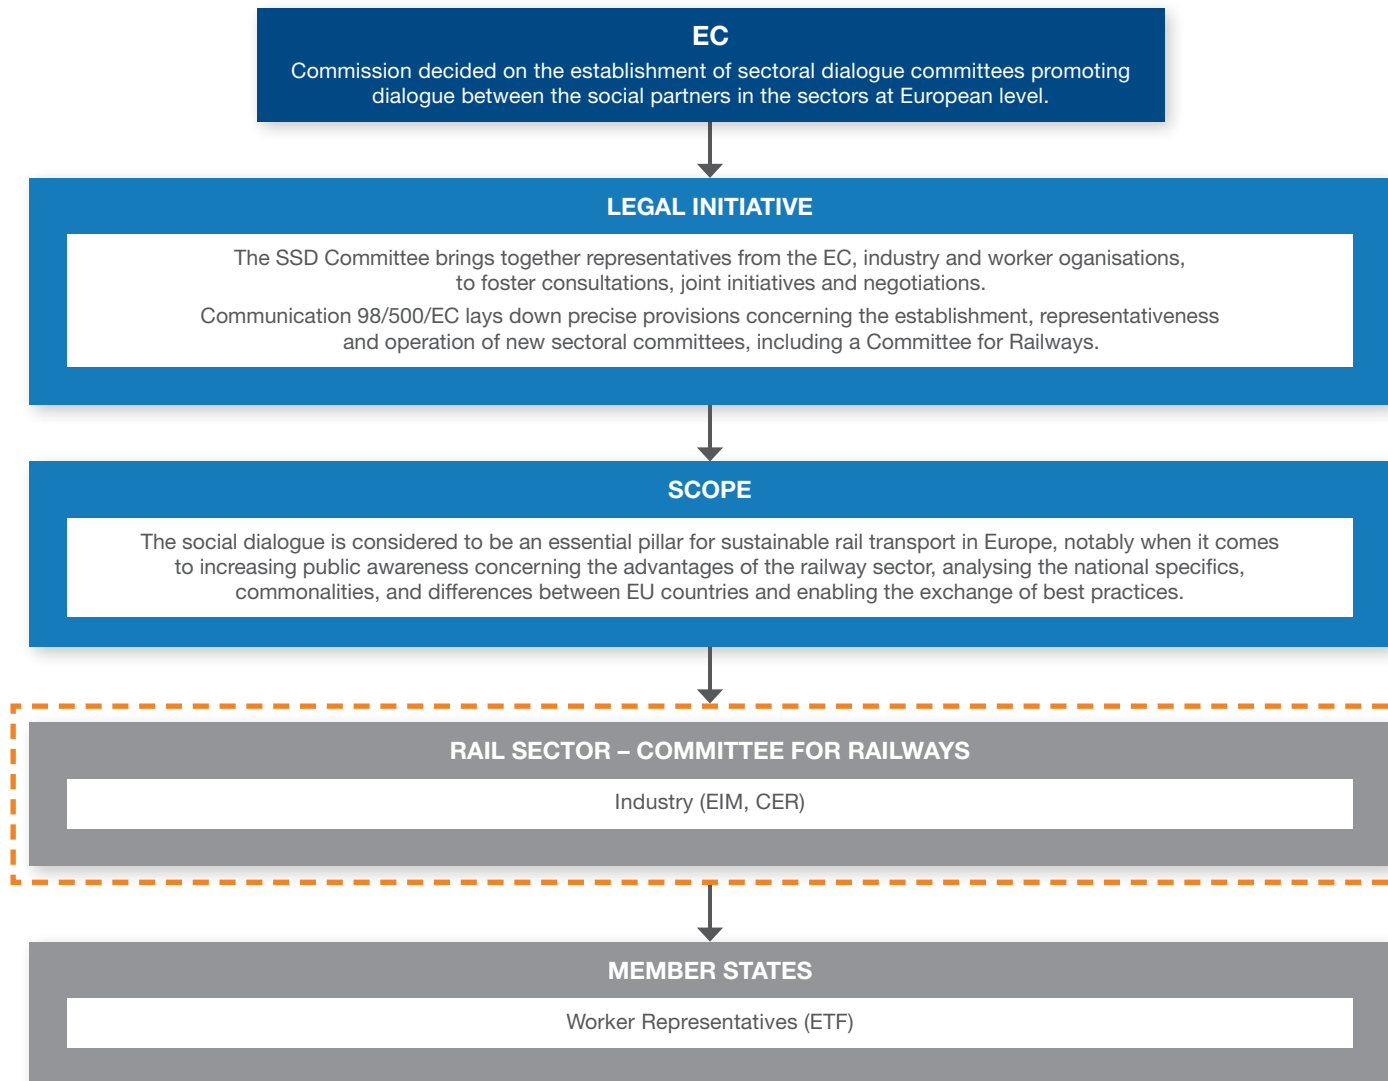 EC
Commission decided on the establishment of sectoral dialogue committees promoting
dialogue between the social partners in the sectors at European level.
LEGAL INITIATIVE
The SSD Committee brings together representatives from the EC, industry and worker oganisations,
to foster consultations, joint initiatives and negotiations.
Communication 98/500/EC lays down precise provisions concerning the establishment, representativeness
and operation of new sectoral committees, including a Committee for Railways.
SCOPE
The social dialogue is considered to be an essential pillar for sustainable rail transport in Europe, notably when it comes
to increasing public awareness concerning the advantages of the railway sector, analysing the national specifics,
commonalities, and differences between EU countries and enabling the exchange of best practices.
RAIL SECTOR – COMMITTEE FOR RAILWAYS
Industry (EIM, CER)
MEMBER STATES
Worker Representatives (ETF)